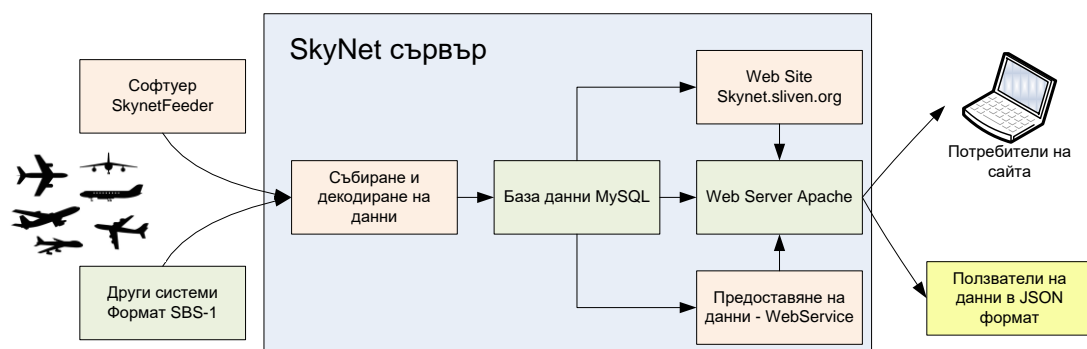 SkyNet сървър
Софтуер
SkynetFeeder
Web Site
Skynet.sliven.org
Потребители на
сайта
Събиране и
декодиране на
данни
База данни MySQL
Web Server Apache
Други системи
Формат SBS-1
Предоставяне на
данни - WebService
Ползватели на
данни в JSON
формат